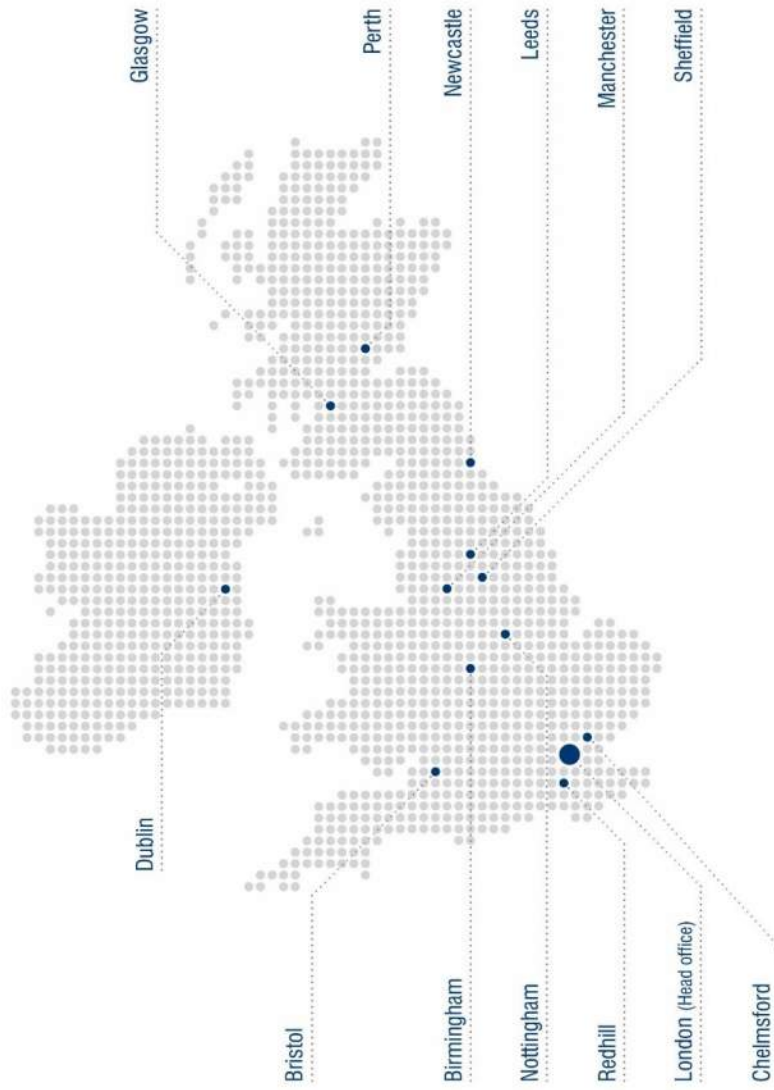 Glasgow
Perth
Newcastle
Leeds
Manchester
Sheffield
Dublin
Bristol
Birmingham
Nottingham
Redhill
London (Head office)
Chelmsford